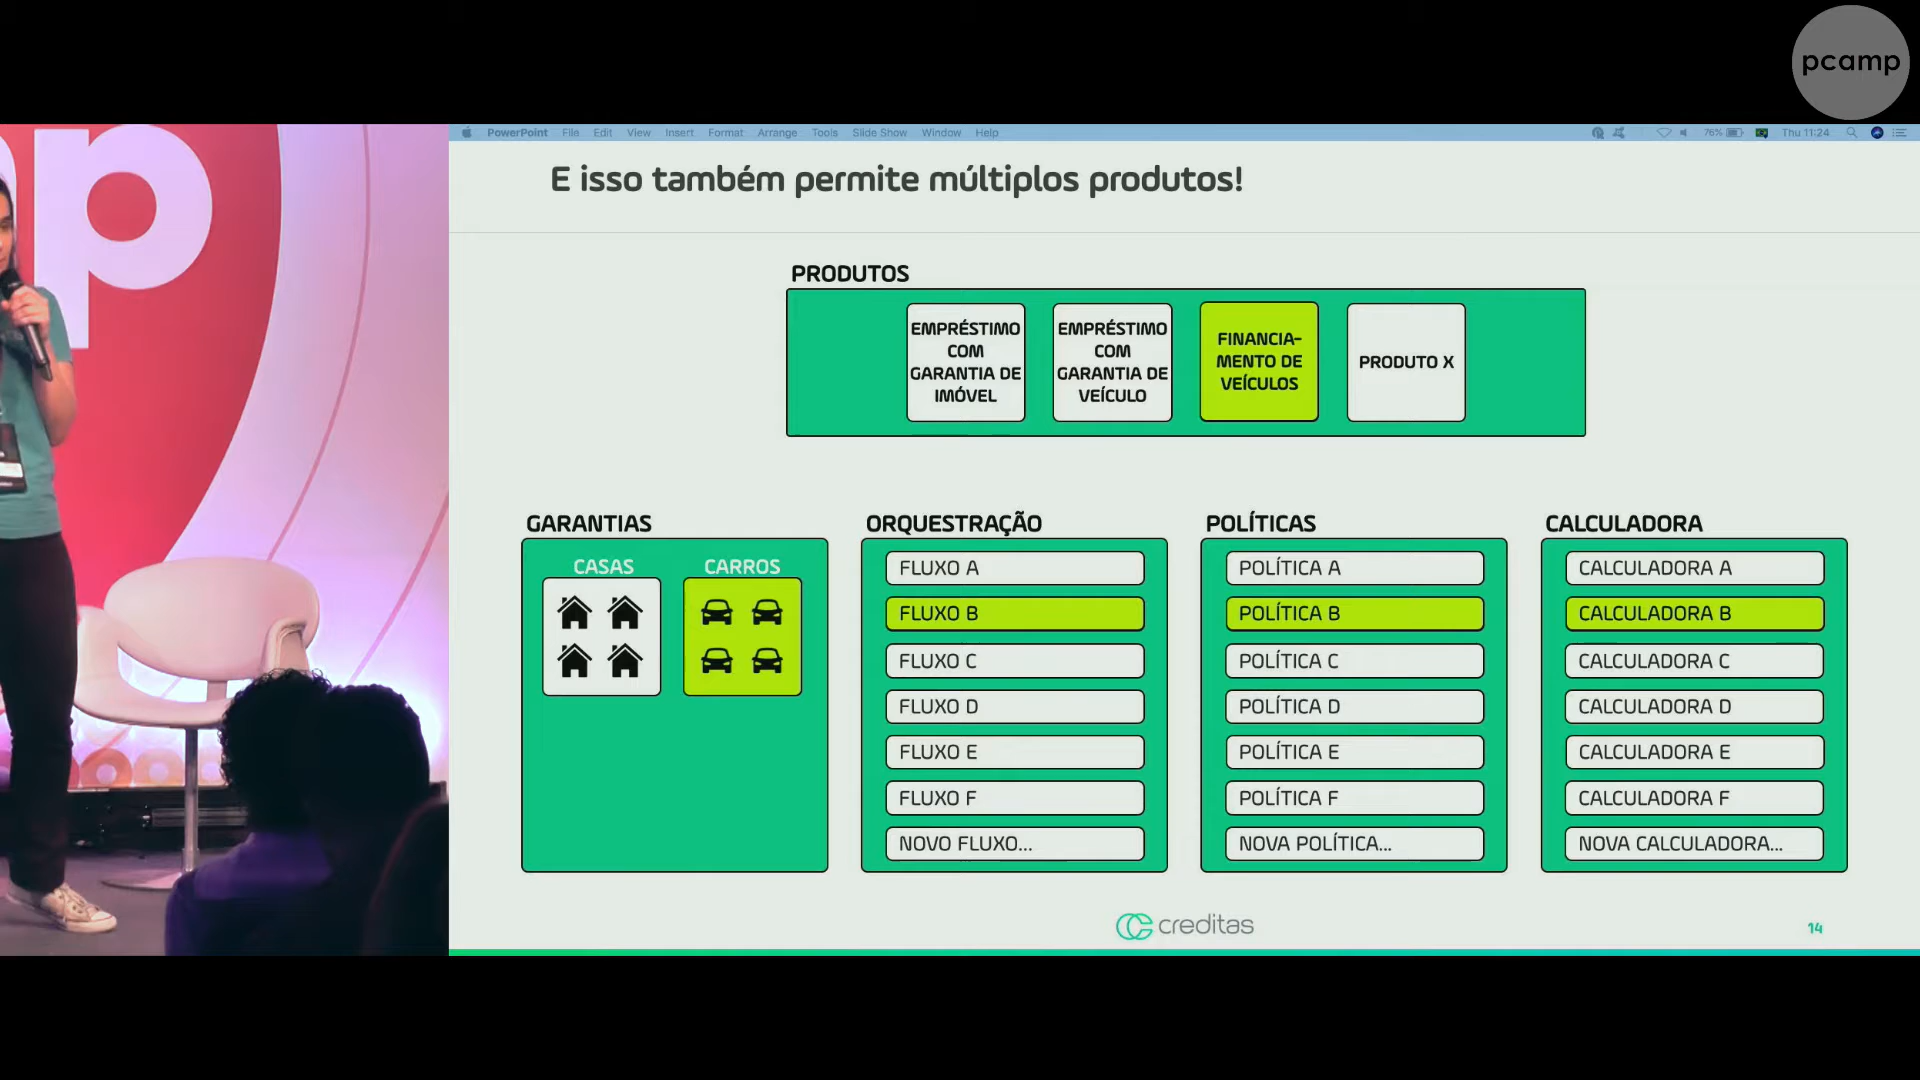 pcamp
PowerPoint File Edit View Insert Format Arrange Tools Slide Show Window Help
76% Thu 11:24
E isso também permite múltiplos produtos!
PRODUTOS
EMPRÉSTIMO
COM
GARANTIA DE
IMÓVEL
EMPRÉSTIMO
COM
GARANTIA DE
VEÍCULO
FINANCIA-
MENTO DE
VEÍCULOS
PRODUTO X
GARANTIAS
CASAS
CARROS
ORQUESTRAÇÃO
FLUXO A
FLUXO B
FLUXO C
FLUXO D
FLUXO E
FLUXO F
NOVO FLUXO...
POLÍTICAS
POLÍTICA A
POLÍTICA B
POLÍTICA C
POLÍTICA D
POLÍTICA E
POLÍTICA F
NOVA POLÍTICA...
CALCULADORA
CALCULADORA A
CALCULADORA B
CALCULADORA C
CALCULADORA D
CALCULADORA E
CALCULADORA F
NOVA CALCULADORA...
creditas
14